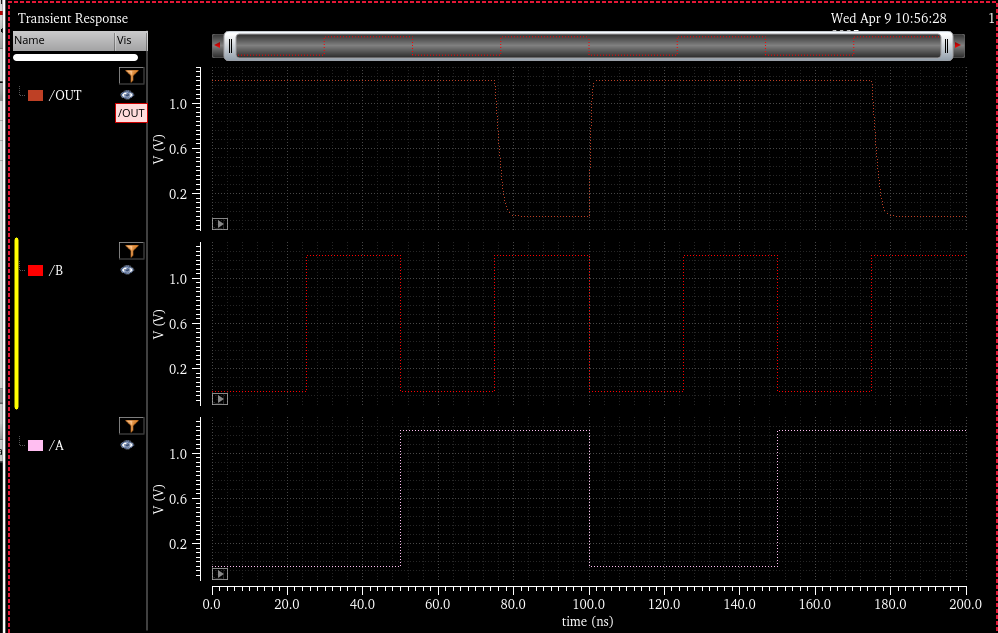 Transient Response
Wed Apr 9 10:56:28
1
Name Vis
/OUT
/OUT
V (V)
1.0
0.6
0.2
/B
V (V)
1.0
0.6
0.2
/A
V (V)
1.0
0.6
0.2
0.0 20.0 40.0 60.0 80.0 100.0 120.0 140.0 160.0 180.0 200.0
time (ns)